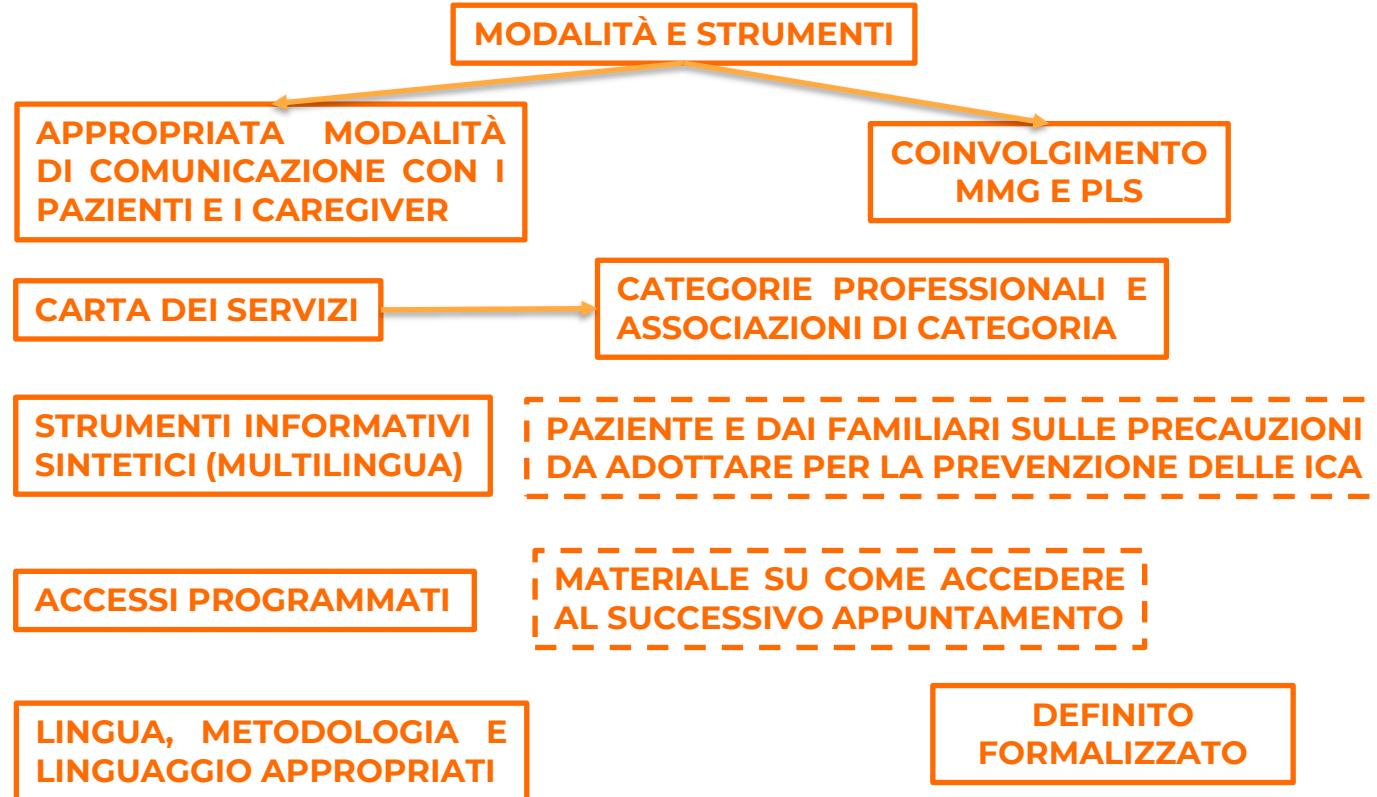 MODALITÀ E STRUMENTI
APPROPRIATA MODALITÀ
DI COMUNICAZIONE CON I
PAZIENTI E I CAREGIVER
COINVOLGIMENTO
MMG E PLS
CARTA DEI SERVIZI
CATEGORIE PROFESSIONALI E
ASSOCIAZIONI DI CATEGORIA
STRUMENTI INFORMATIVI
SINTETICI (MULTILINGUA)
PAZIENTE E DAI FAMILIARI SULLE PRECAUZIONI
DA ADOTTARE PER LA PREVENZIONE DELLE ICA
ACCESSI PROGRAMMATI
MATERIALE SU COME ACCEDERE
AL SUCCESSIVO APPUNTAMENTO
LINGUA, METODOLOGIA E
LINGUAGGIO APPROPRIATI
DEFINITO
FORMALIZZATO